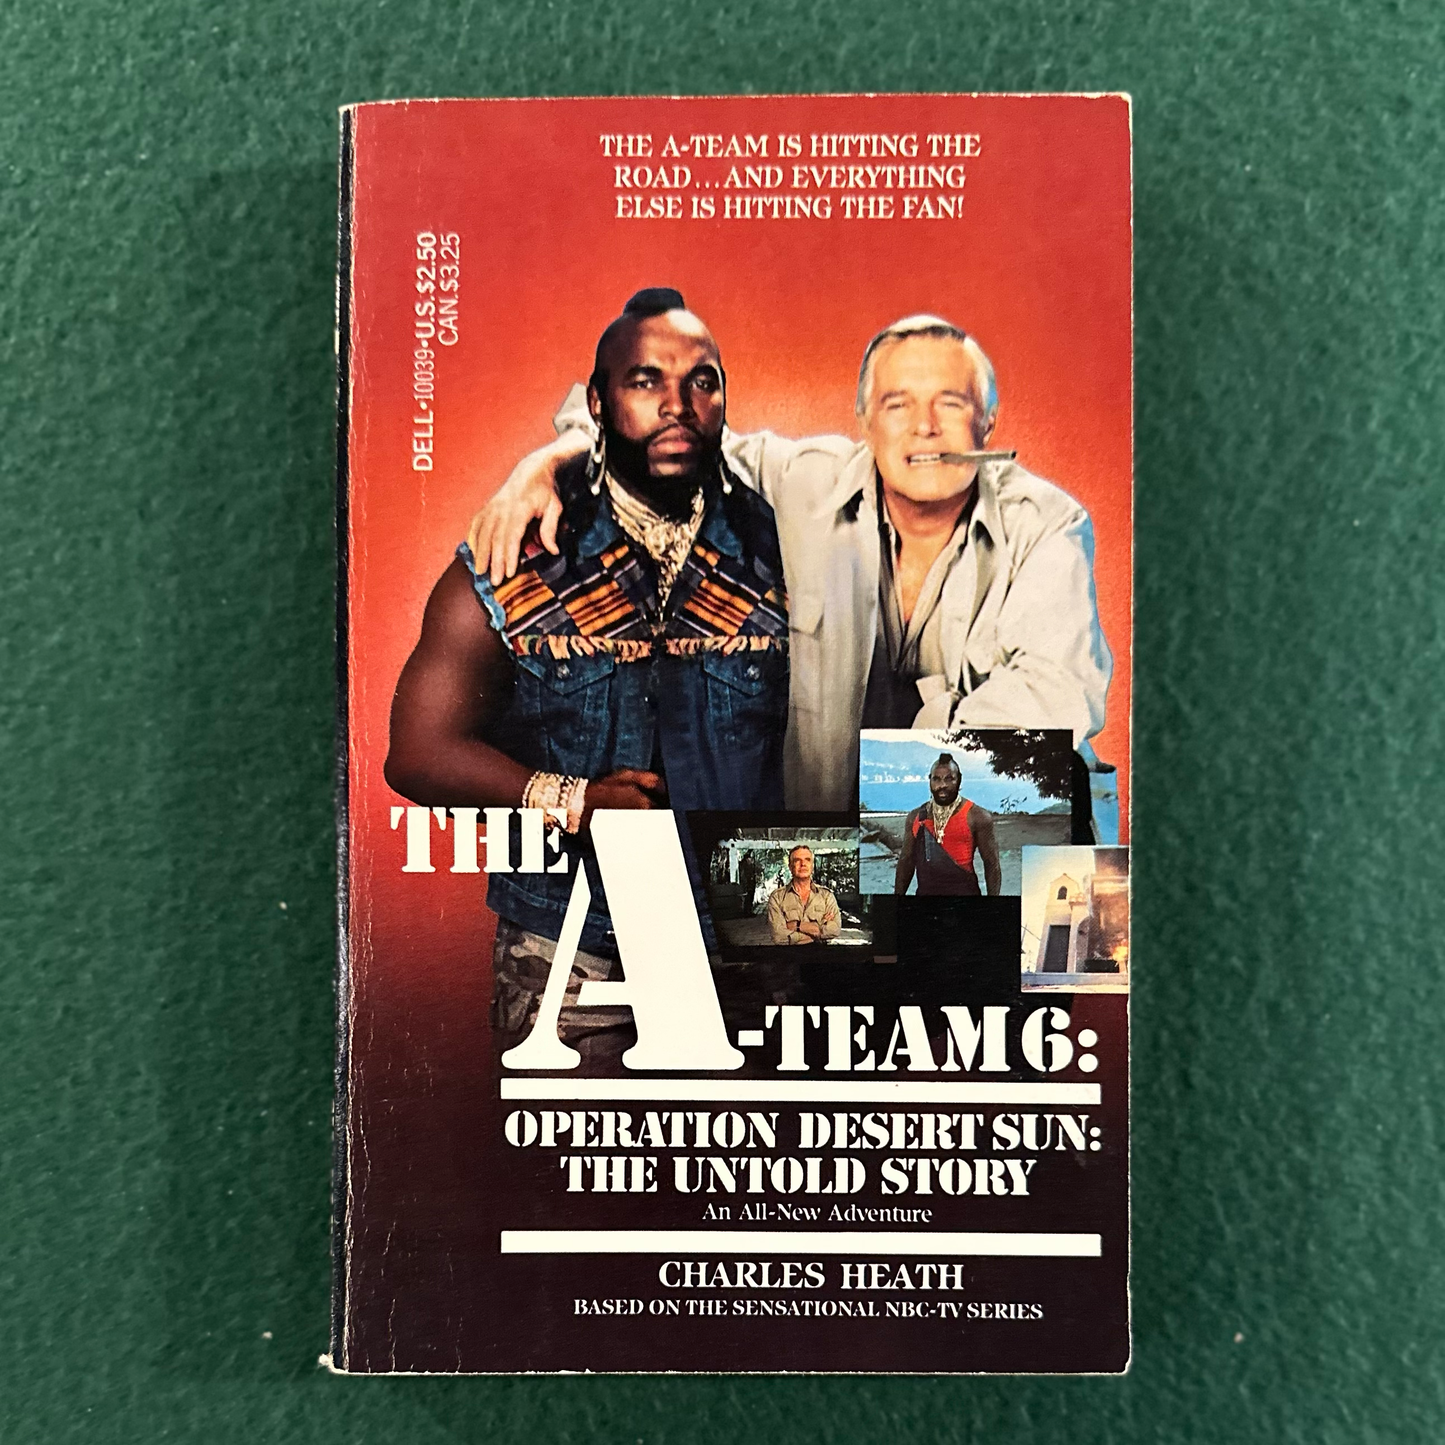 THE A-TEAM IS HITTING THE
ROAD...AND EVERYTHING
ELSE IS HITTING THE FAN!
DELL•10039•U.S.$2.50
CAN.$3.25
THE
A-TEAM 6:
OPERATION DESERT SUN:
THE UNTOLD STORY
An All-New Adventure
CHARLES HEATH
BASED ON THE SENSATIONAL NBC-TV SERIES